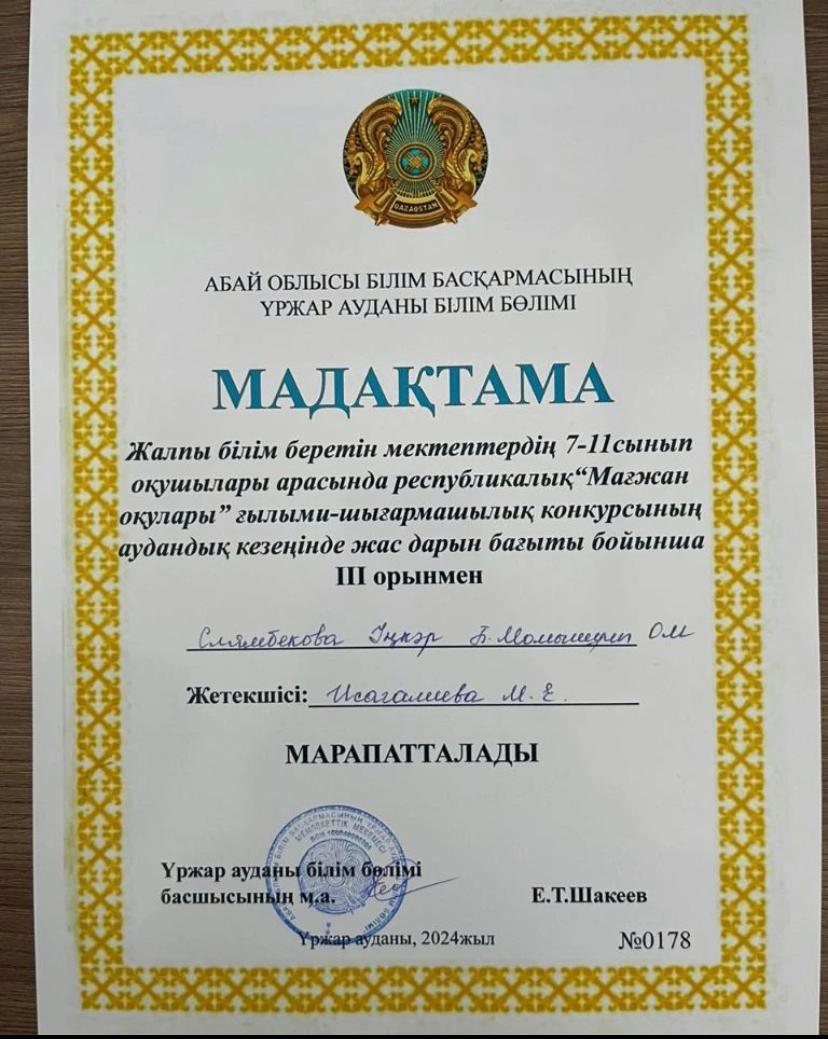 QAZAQSTAN
АБАЙ ОБЛЫСЫ БІЛІМ БАСҚАРМАСЫНЫҢ
ҮРЖАР АУДАНЫ БІЛІМ БӨЛІМІ
МАДАҚТАМА
Жалпы білім беретін мектептердің 7-11сынып
оқушылары арасында республикалық“Мағжан
оқулары” ғылыми-шығармашылық конкурсының
аудандық кезеңінде жас дарын бағыты бойынша
III орынмен
Слямбекова Іңкәр Б.Момышұлы ОМ
Жетекшісі: Исагалиева М.Е.
МАРАПАТТАЛАДЫ
Үржар ауданы білім бөлімі
басшысының м.а.
Е.Т.Шакеев
Үржар ауданы, 2024жыл
№0178